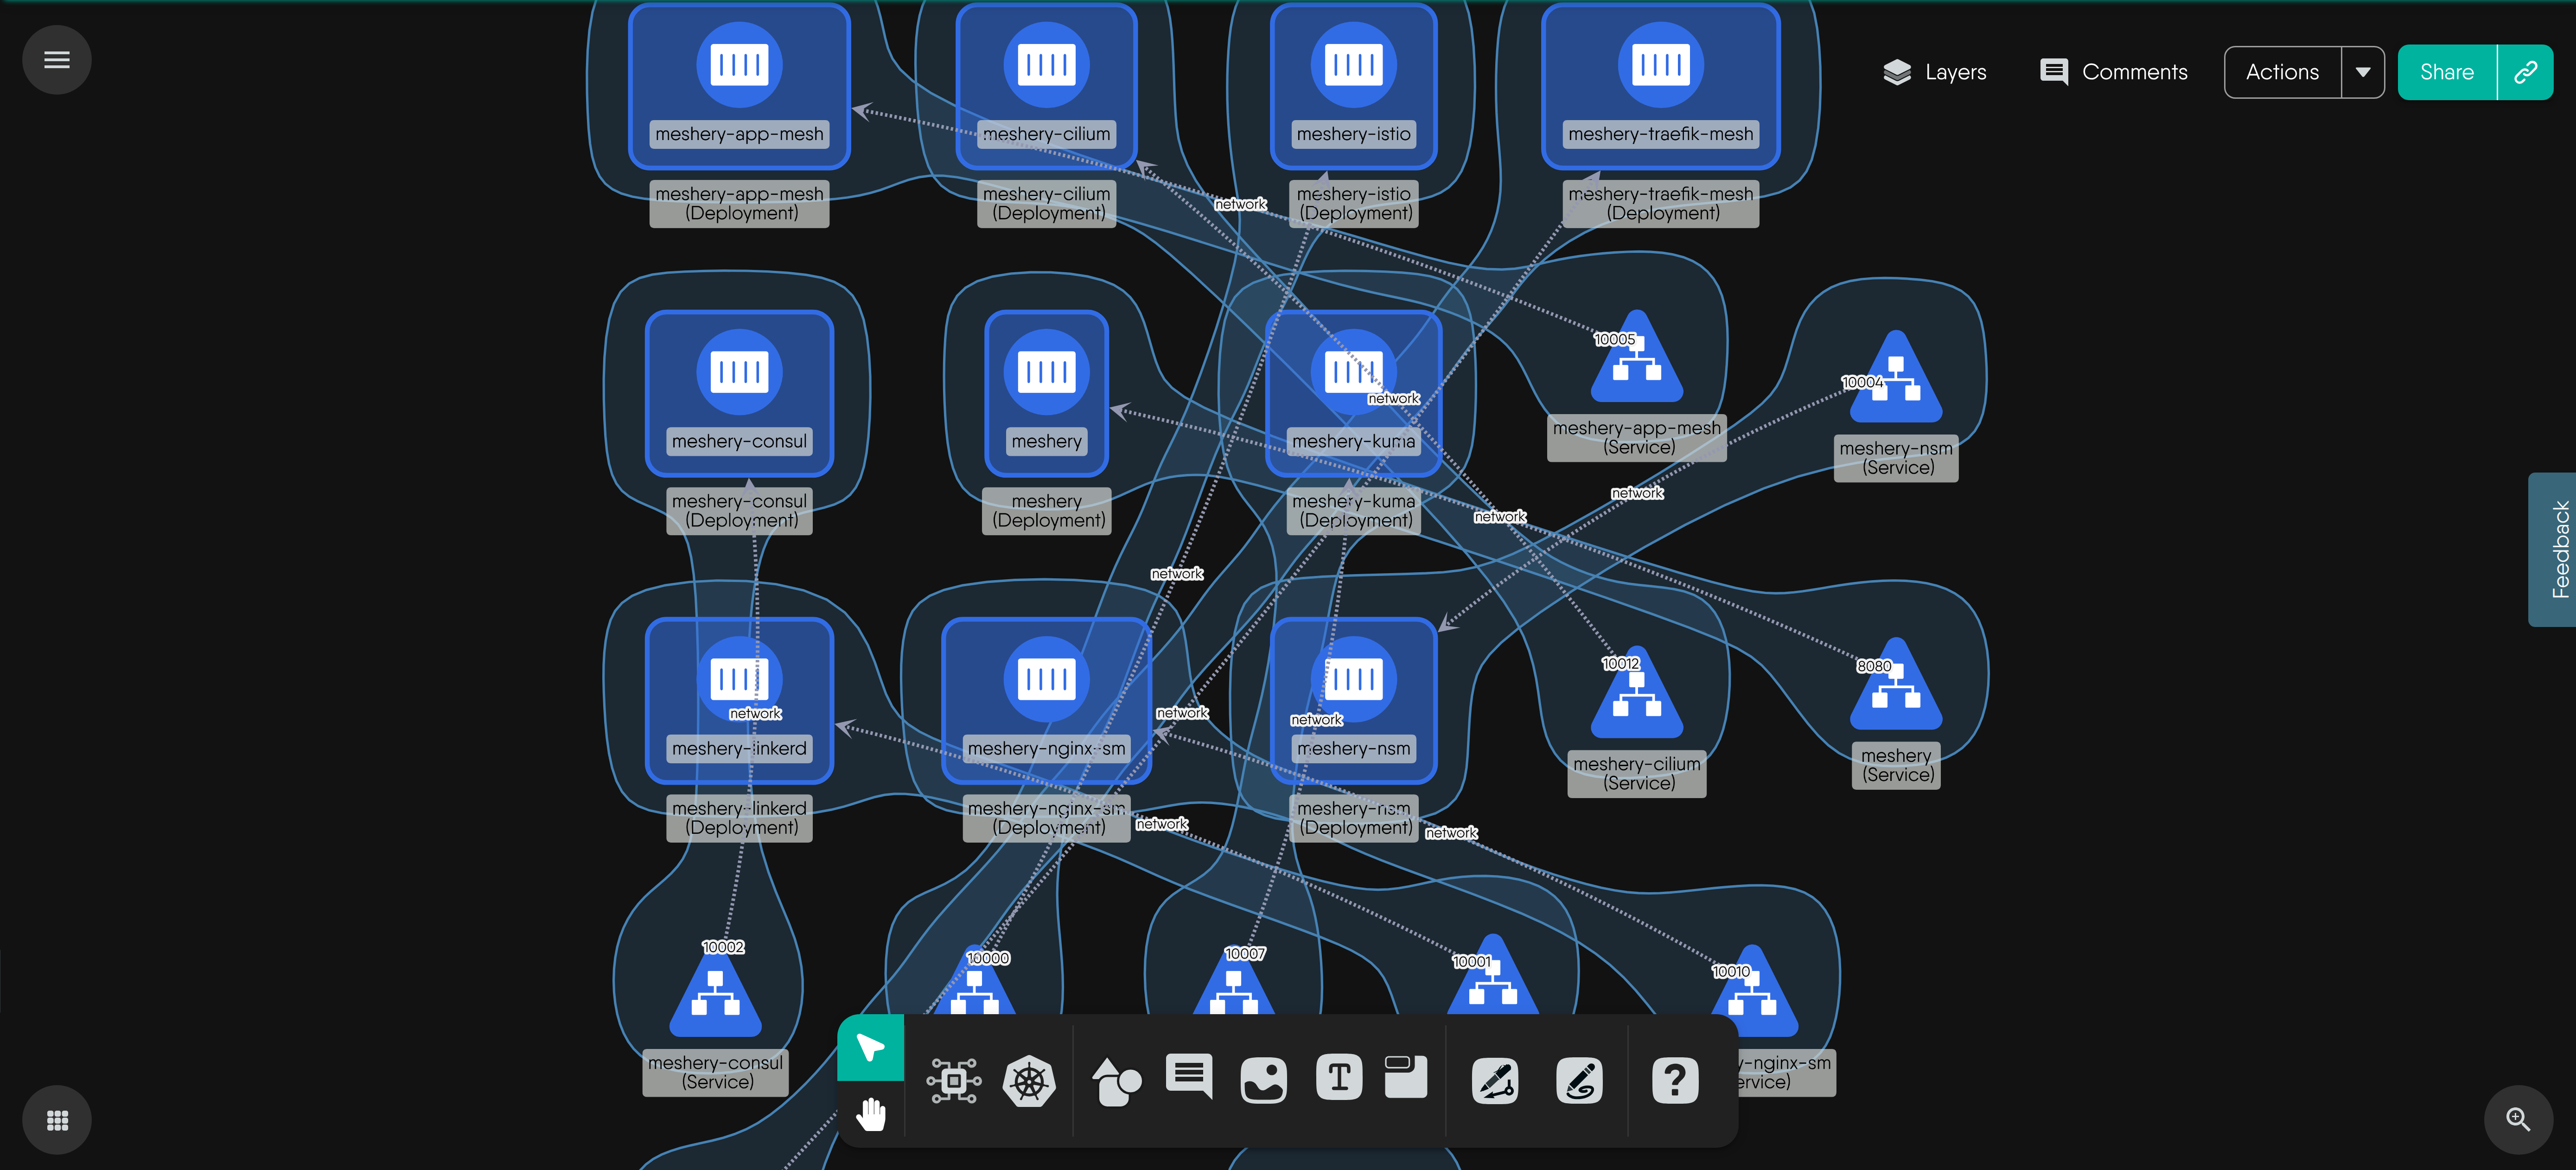 meshery-app-mesh
meshery-cilium
meshery-istio
meshery-traefik-mesh
Layers
Comments
Actions
Share
meshery-app-mesh
(Deployment)
meshery-cilium
(Deployment)
meshery-istio
(Deployment)
meshery-traefik-mesh
(Deployment)
network
10005
10004
network
meshery-consul
meshery
meshery-kuma
meshery-app-mesh
(Service)
meshery-nsm
(Service)
meshery-consul
(Deployment)
meshery
(Deployment)
meshery-kuma
(Deployment)
network
network
Feedback
network
10012
8080
network
network
network
meshery-linkerd
meshery-nginx-sm
meshery-nsm
meshery-cilium
(Service)
meshery
(Service)
meshery-linkerd
(Deployment)
meshery-nginx-sm
(Deployment)
meshery-nsm
(Deployment)
network
network
10002
10000
10007
10001
10010
meshery-consul
(Service)
y-nginx-sm
ervice)